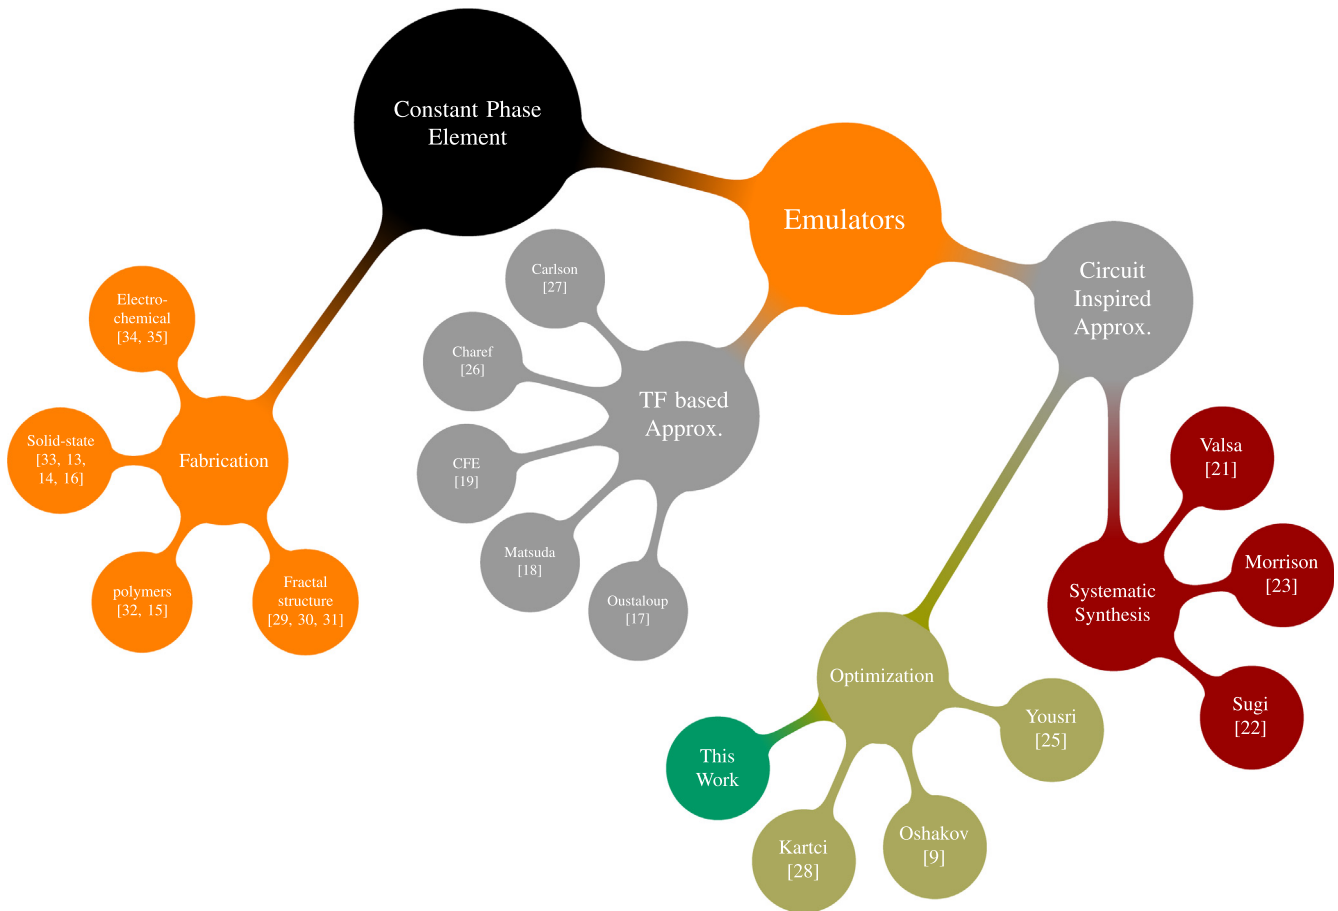 Constant Phase
Element
Emulators
Circuit
Inspired
Approx.
Carlson
[27]
Charef
[26]
TF based
Approx.
CFE
[19]
Matsuda
[18]
Oustaloup
[17]
Electro-
chemical
[34, 35]
Solid-state
[33, 13,
14, 16]
Fabrication
polymers
[32, 15]
Fractal
structure
[29, 30, 31]
Valsa
[21]
Morrison
[23]
Systematic
Synthesis
Sugi
[22]
Optimization
Yousri
[25]
This
Work
Kartci
[28]
Oshakov
[9]